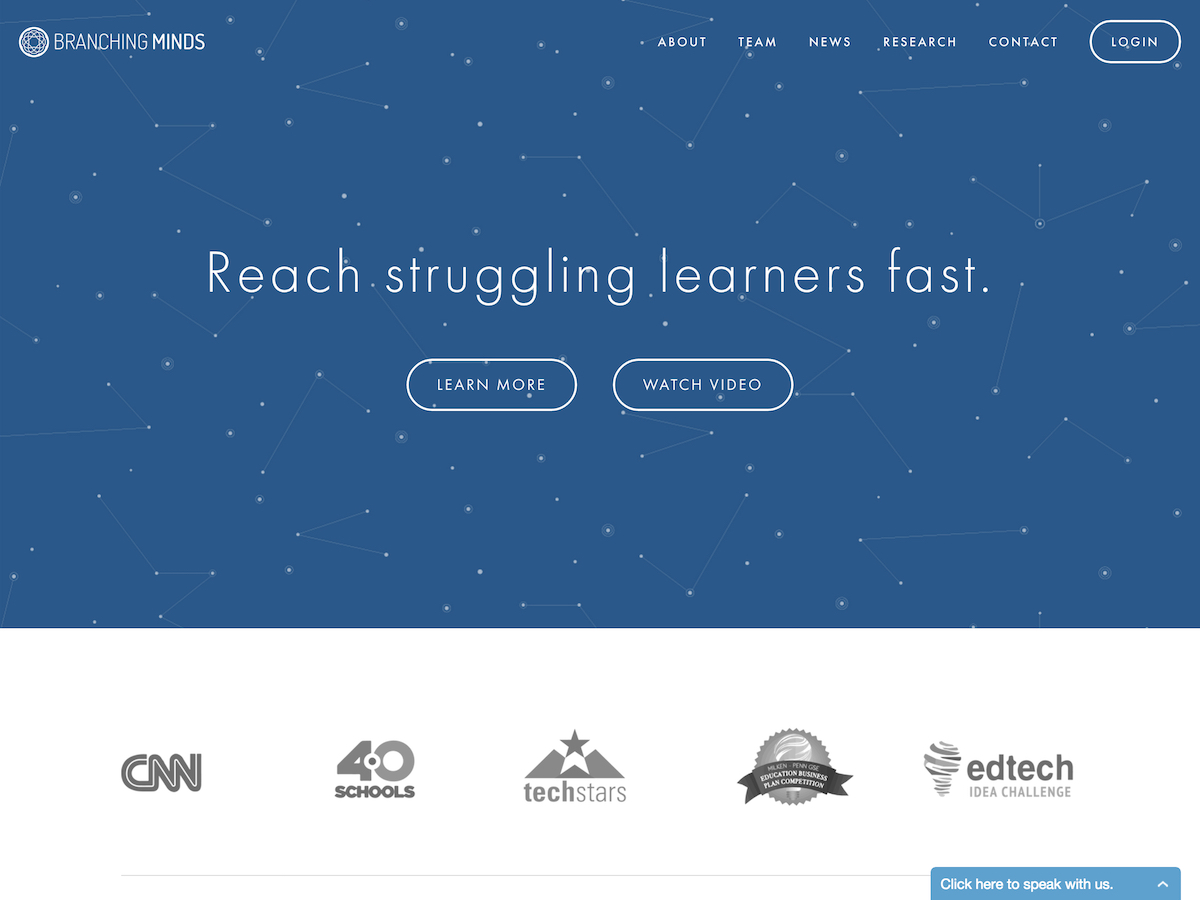 BRANCHING MINDS
ABOUT
TEAM
NEWS
RESEARCH
CONTACT
LOGIN
Reach struggling learners fast.
LEARN MORE
WATCH VIDEO
CNN
4.0
SCHOOLS
techstars
MILKEN - PENN GSE
EDUCATION BUSINESS
PLAN COMPETITION
edtech
IDEA CHALLENGE
Click here to speak with us.